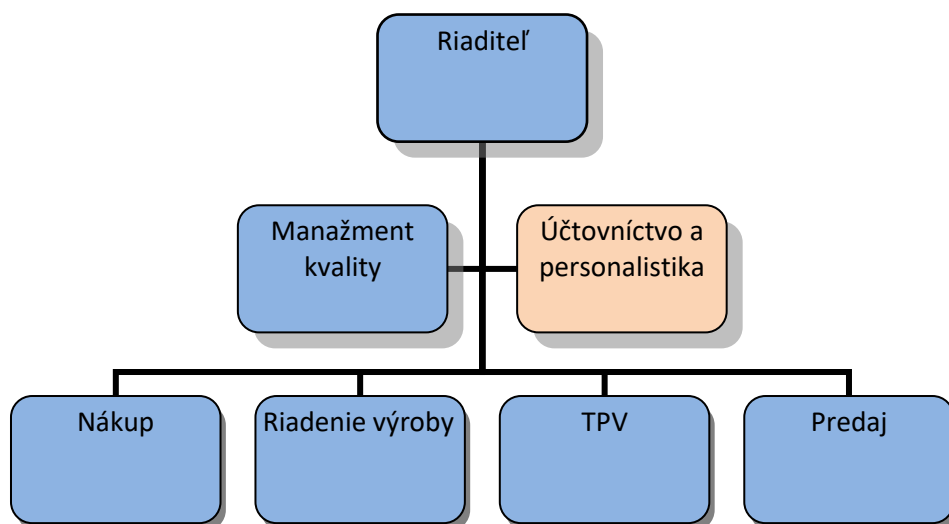 Riaditeľ
Manažment
kvality
Účtovníctvo a
personalistika
Nákup
Riadenie výroby
TPV
Predaj